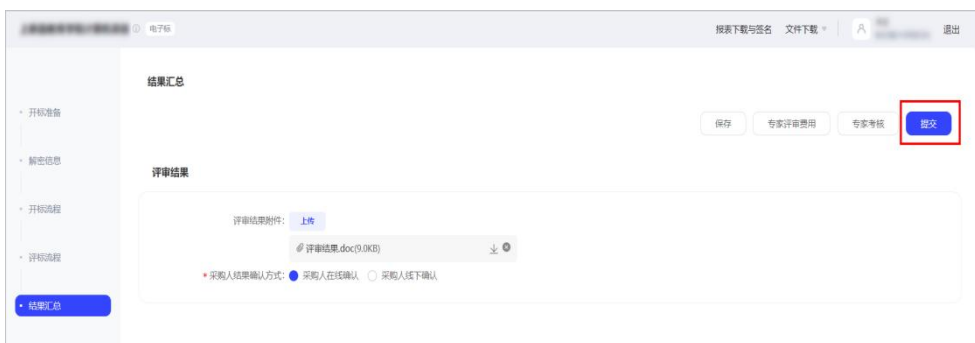 电子标 报表下载与签名 文件下载 退出
结果汇总
开标准备
保存 专家评审费用 专家考核 提交
解密信息
评审结果
开标流程
评审结果附件： 上传
评审结果.doc(9.0KB)
评标流程
* 采购人结果确认方式： 采购人在线确认 采购人线下确认
结果汇总